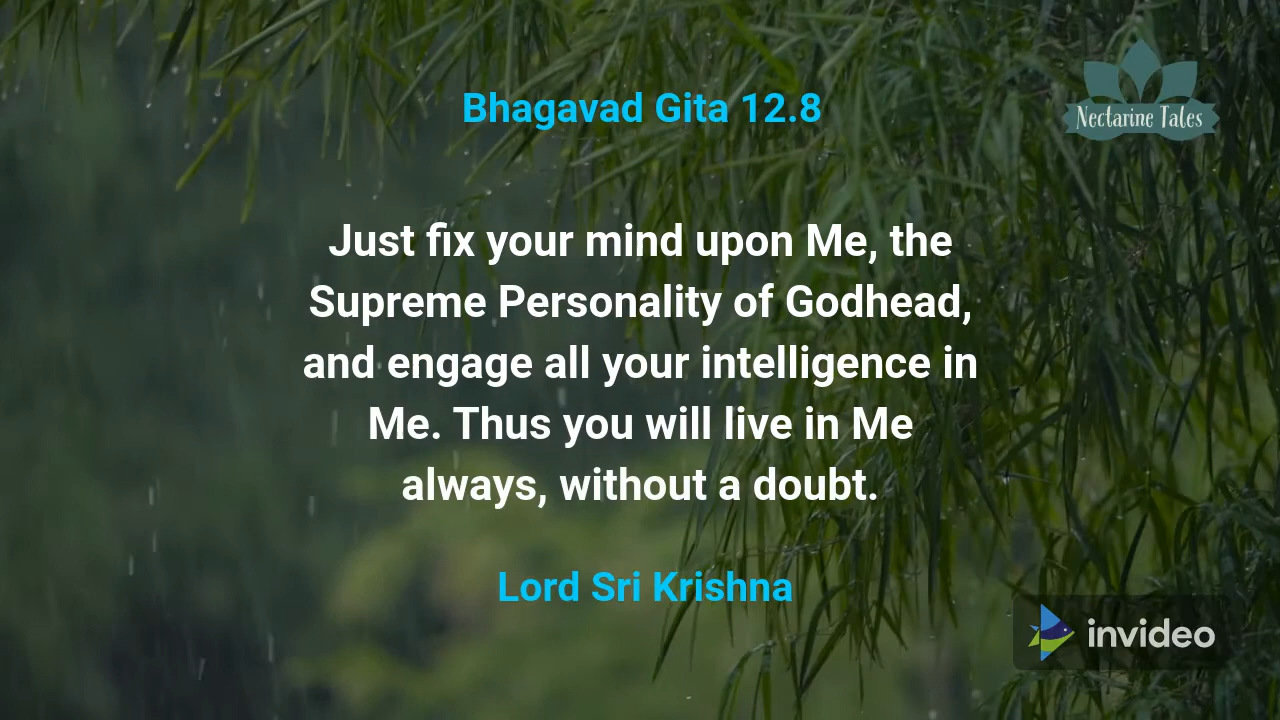 Bhagavad Gita 12.8
Nectarine Tales
Just fix your mind upon Me, the
Supreme Personality of Godhead,
and engage all your intelligence in
Me. Thus you will live in Me
always, without a doubt.
Lord Sri Krishna
invideo